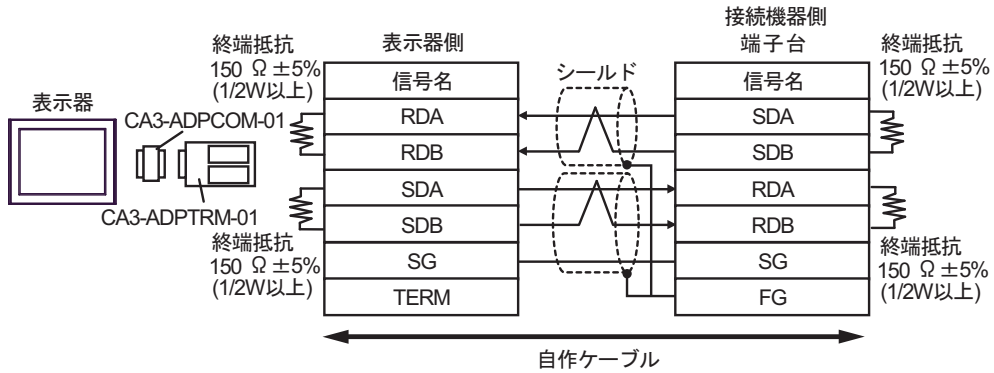 表示器
CA3-ADPCOM-01
CA3-ADPTRM-01
終端抵抗
150 Ω ±5%
(1/2W以上)
終端抵抗
150 Ω ±5%
(1/2W以上)
表示器側
信号名
RDA
RDB
SDA
SDB
SG
TERM
シールド
接続機器側
端子台
信号名
SDA
SDB
RDA
RDB
SG
FG
終端抵抗
150 Ω ±5%
(1/2W以上)
終端抵抗
150 Ω ±5%
(1/2W以上)
自作ケーブル